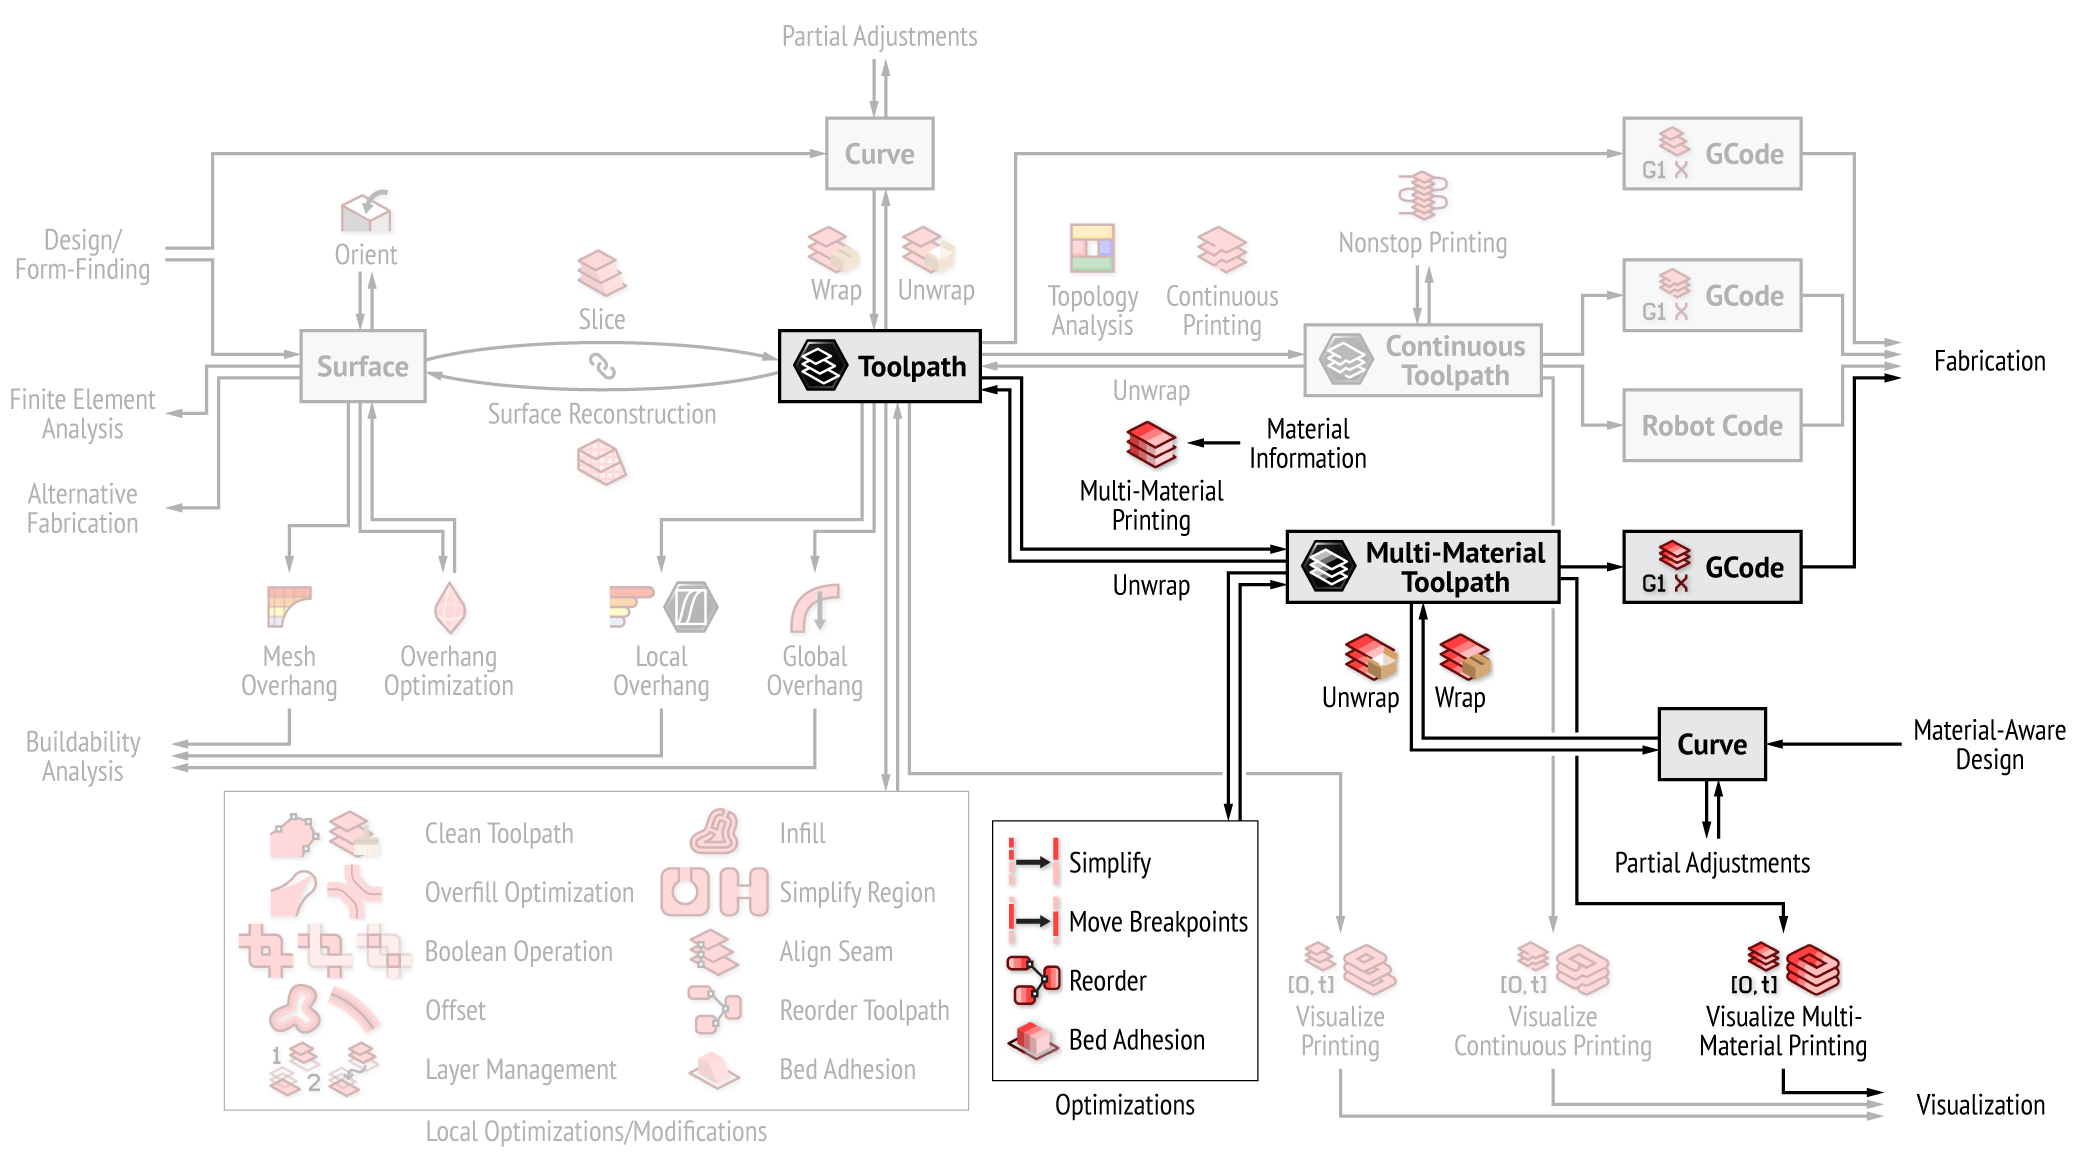 Partial Adjustments
Curve
G1 X
GCode
Design/
Form-Finding
Orient
Slice
Wrap
Unwrap
Topology
Analysis
Continuous
Printing
Nonstop Printing
G1 X
GCode
Surface
Toolpath
Continuous
Toolpath
Fabrication
Unwrap
Finite Element
Analysis
Surface Reconstruction
Robot Code
Material
Information
Multi-Material
Printing
Alternative
Fabrication
Multi-Material
Toolpath
G1 X
GCode
Unwrap
Mesh
Overhang
Overhang
Optimization
Local
Overhang
Global
Overhang
Unwrap
Wrap
Buildability
Analysis
Curve
Material-Aware
Design
Partial Adjustments
Clean Toolpath
Infill
Overfill Optimization
Simplify Region
Boolean Operation
Align Seam
Offset
Reorder Toolpath
1
2
Layer Management
Bed Adhesion
Local Optimizations/Modifications
Simplify
Move Breakpoints
Reorder
Bed Adhesion
Optimizations
[0, t]
Visualize
Printing
[0, t]
Visualize
Continuous Printing
[0, t]
Visualize Multi-
Material Printing
Visualization